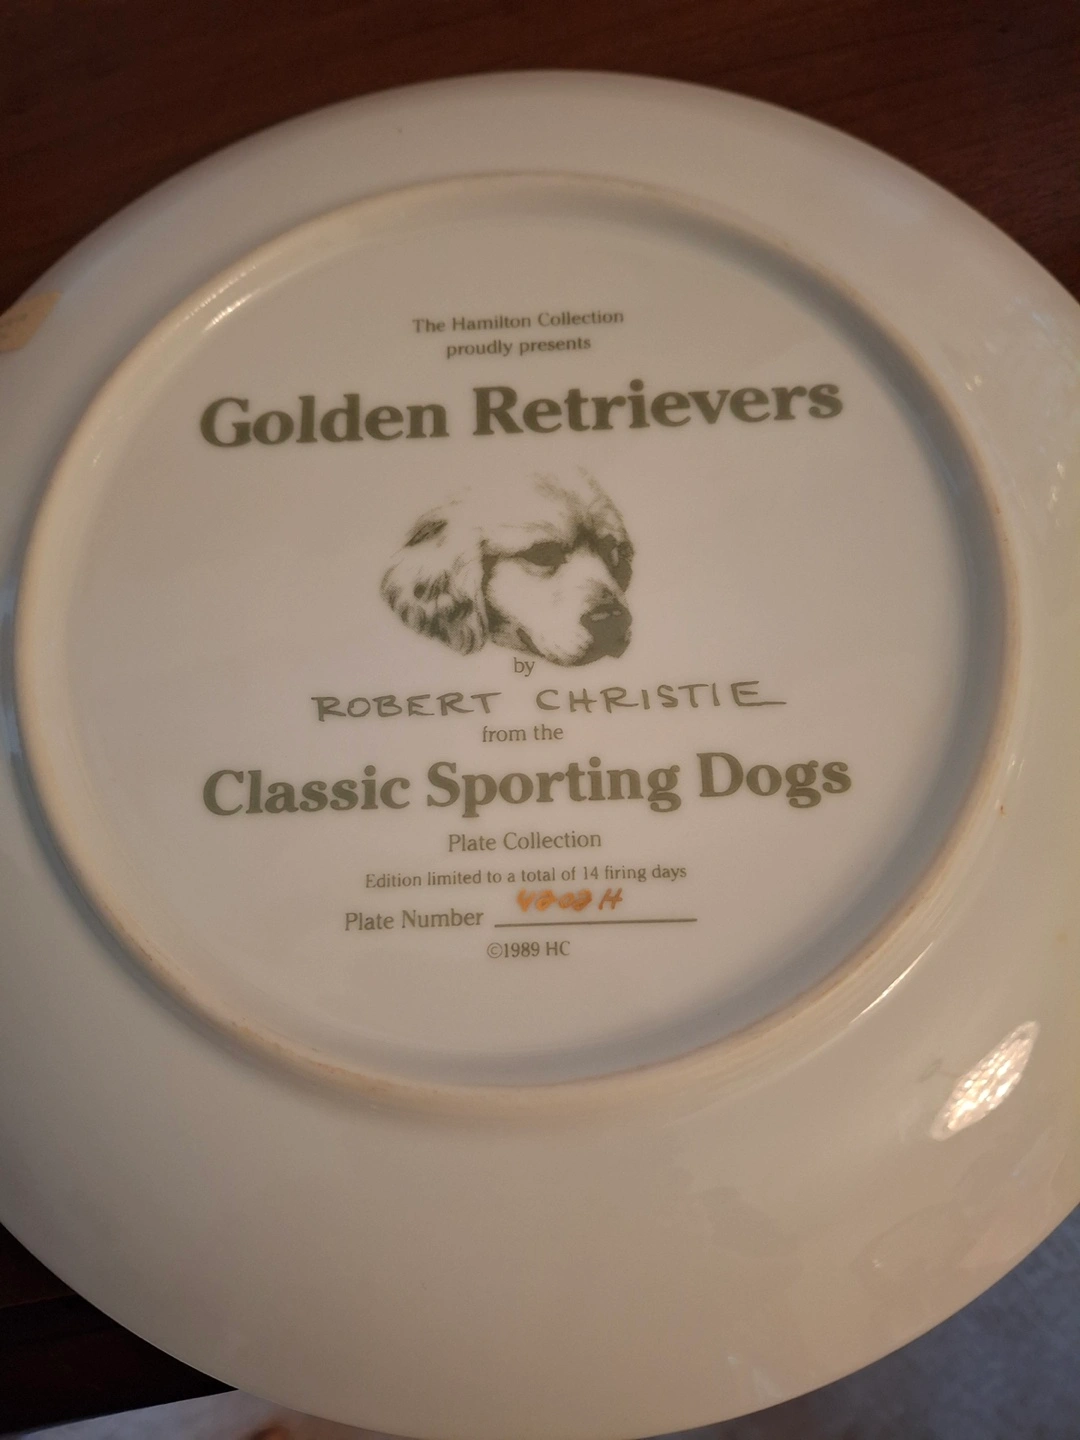 The Hamilton Collection
proudly presents
Golden Retrievers
by
ROBERT CHRISTIE
from the
Classic Sporting Dogs
Plate Collection
Edition limited to a total of 14 firing days
Plate Number 4202H
©1989 HC